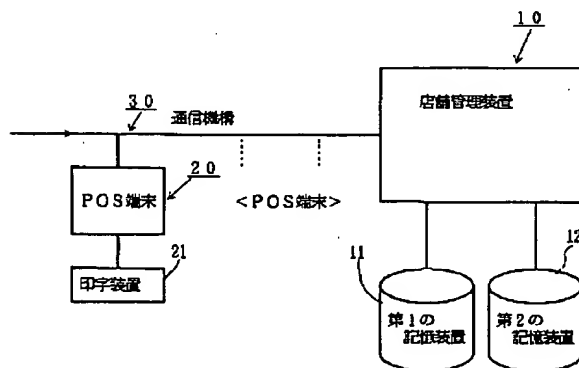 10
店舗管理装置
30
通信機構
POS端末
20
<POS端末>
印字装置
21
11
第1の
記憶装置
12
第2の
記憶装置